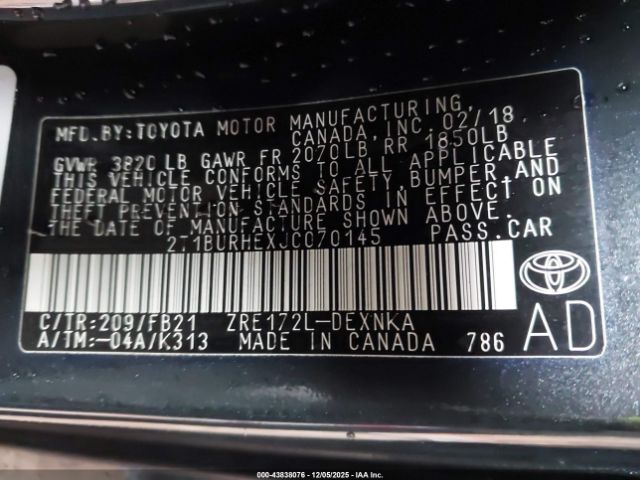 MFD.BY:TOYOTA MOTOR MANUFACTURING,
CANADA, INC. 02/18
GVWR 3820 LB GAWR FR 2070LB RR 1850LB
THIS VEHICLE CONFORMS TO ALL APPLICABLE
FEDERAL MOTOR VEHICLE SAFETY, BUMPER, AND
THEFT PREVENTION STANDARDS IN EFFECT ON
THE DATE OF MANUFACTURE SHOWN ABOVE.
2T1BURHEXJC070145 PASS.CAR
C/TR:209/FB21 ZRE172L-DEXNKA
A/TM:-04A/K313 MADE IN CANADA 786
AD
00-43838076 - 12/05/2025 - IAA Inc.